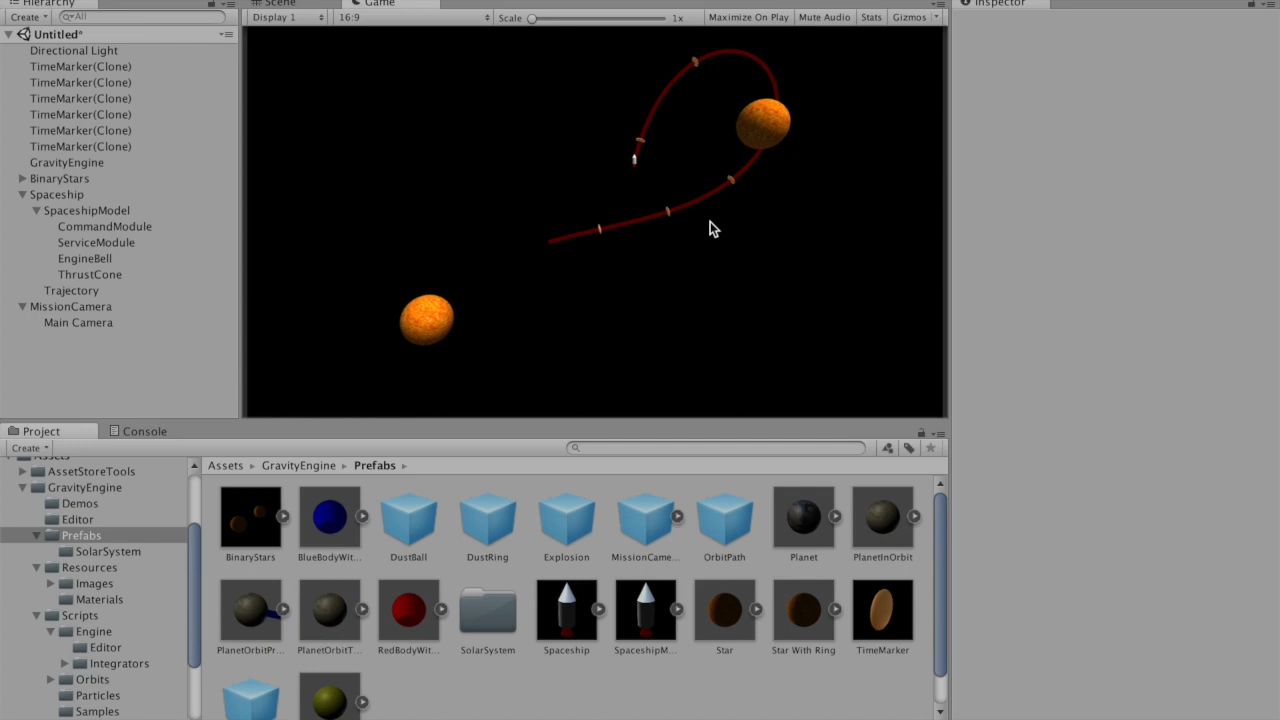 Hierarchy
Scene
Game
Inspector
Create
All
Display 1
16:9
Scale
1x
Maximize On Play
Mute Audio
Stats
Gizmos
Untitled*
Directional Light
TimeMarker(Clone)
TimeMarker(Clone)
TimeMarker(Clone)
TimeMarker(Clone)
TimeMarker(Clone)
TimeMarker(Clone)
GravityEngine
BinaryStars
Spaceship
SpaceshipModel
CommandModule
ServiceModule
EngineBell
ThrustCone
Trajectory
MissionCamera
Main Camera
Project
Console
Create
Assets
AssetStoreTools
GravityEngine
Demos
Editor
Prefabs
SolarSystem
Resources
Images
Materials
Scripts
Engine
Editor
Integrators
Orbits
Particles
Samples
Assets GravityEngine Prefabs
BinaryStars BlueBodyWit... DustBall DustRing Explosion MissionCame... OrbitPath Planet PlanetInOrbit
PlanetOrbitPr... PlanetOrbitT... RedBodyWit... SolarSystem Spaceship SpaceshipM... Star Star With Ring TimeMarker